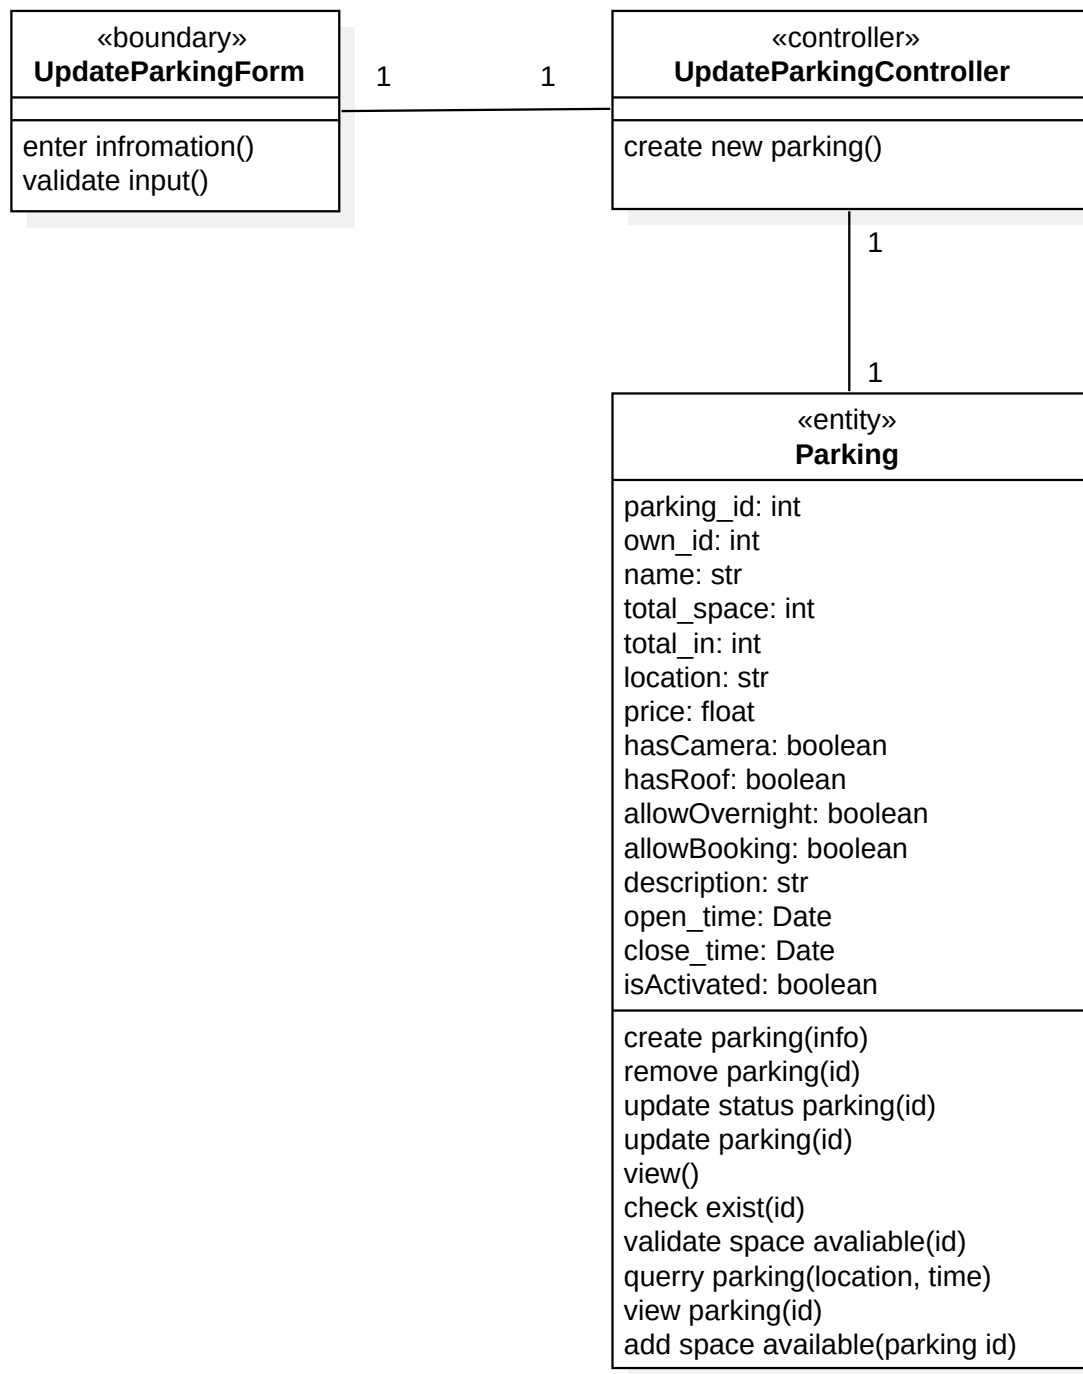 «boundary»
UpdateParkingForm
enter infromation()
validate input()
1
1
«controller»
UpdateParkingController
create new parking()
1
1
«entity»
Parking
parking_id: int
own_id: int
name: str
total_space: int
total_in: int
location: str
price: float
hasCamera: boolean
hasRoof: boolean
allowOvernight: boolean
allowBooking: boolean
description: str
open_time: Date
close_time: Date
isActivated: boolean
create parking(info)
remove parking(id)
update status parking(id)
update parking(id)
view()
check exist(id)
validate space avaliable(id)
querry parking(location, time)
view parking(id)
add space available(parking id)